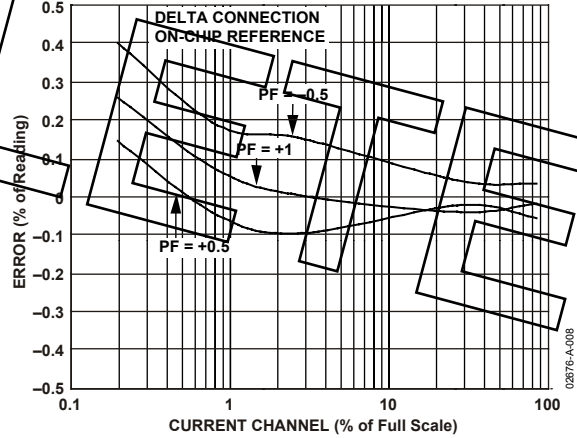 DELTA CONNECTION
ON-CHIP REFERENCE
PF = –0.5
PF = +1
PF = +0.5
ERROR (% of Reading)
0.5
0.4
0.3
0.2
0.1
0
–0.1
–0.2
–0.3
–0.4
–0.5
0.1
1
10
100
CURRENT CHANNEL (% of Full Scale)
02676-A-008